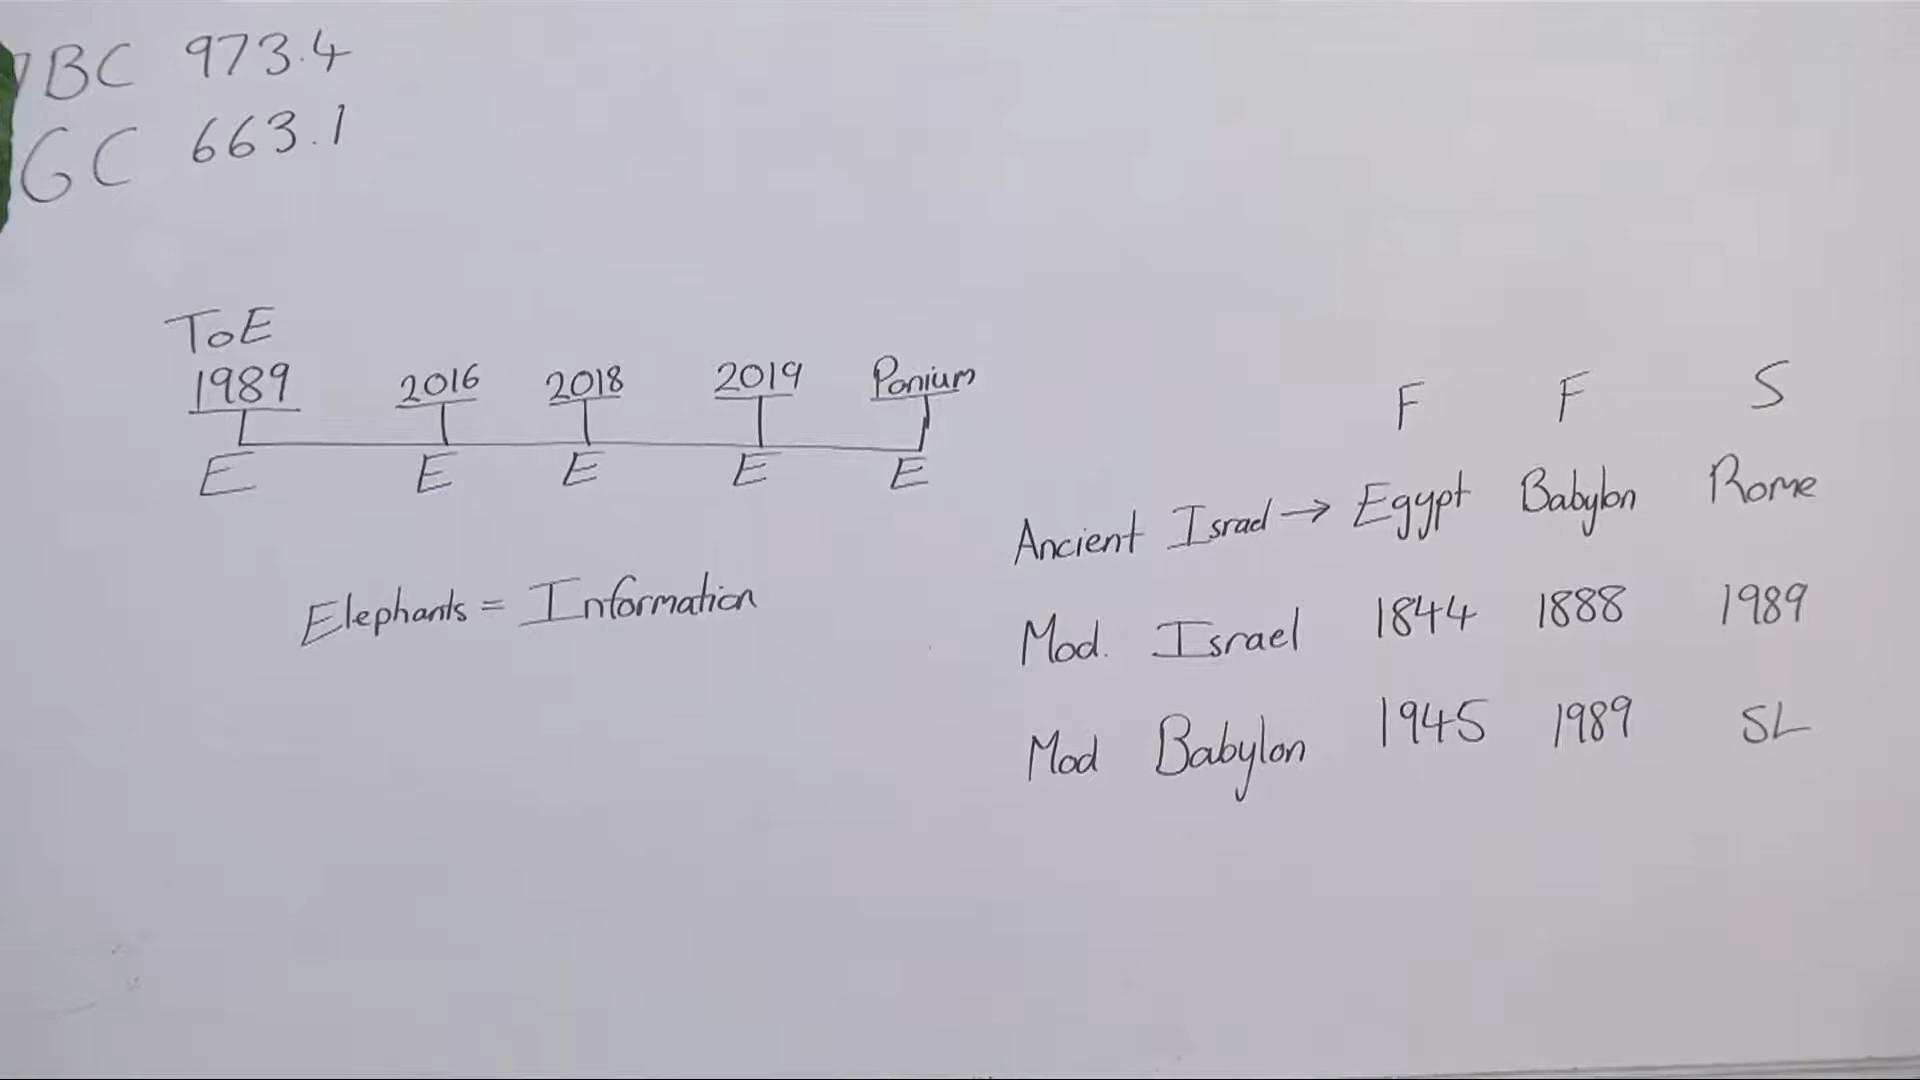 7BC 973.4
GC 663.1
ToE
1989 2016 2018 2019 Panium
E E E E E
Elephants = Information
F F S
Ancient Israel → Egypt Babylon Rome
Mod. Israel 1844 1888 1989
Mod Babylon 1945 1989 SL